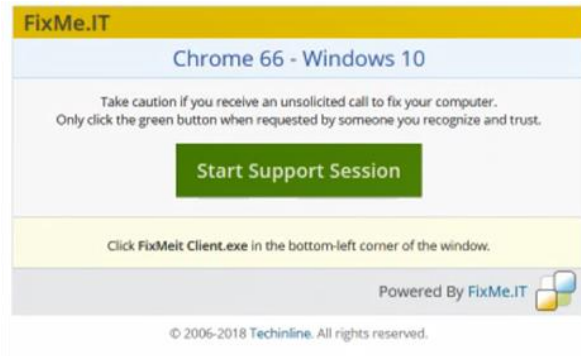 FixMe.IT
Chrome 66 - Windows 10
Take caution if you receive an unsolicited call to fix your computer.
Only click the green button when requested by someone you recognize and trust.
Start Support Session
Click FixMeit Client.exe in the bottom-left corner of the window.
Powered By FixMe.IT
© 2006-2018 Techinline. All rights reserved.